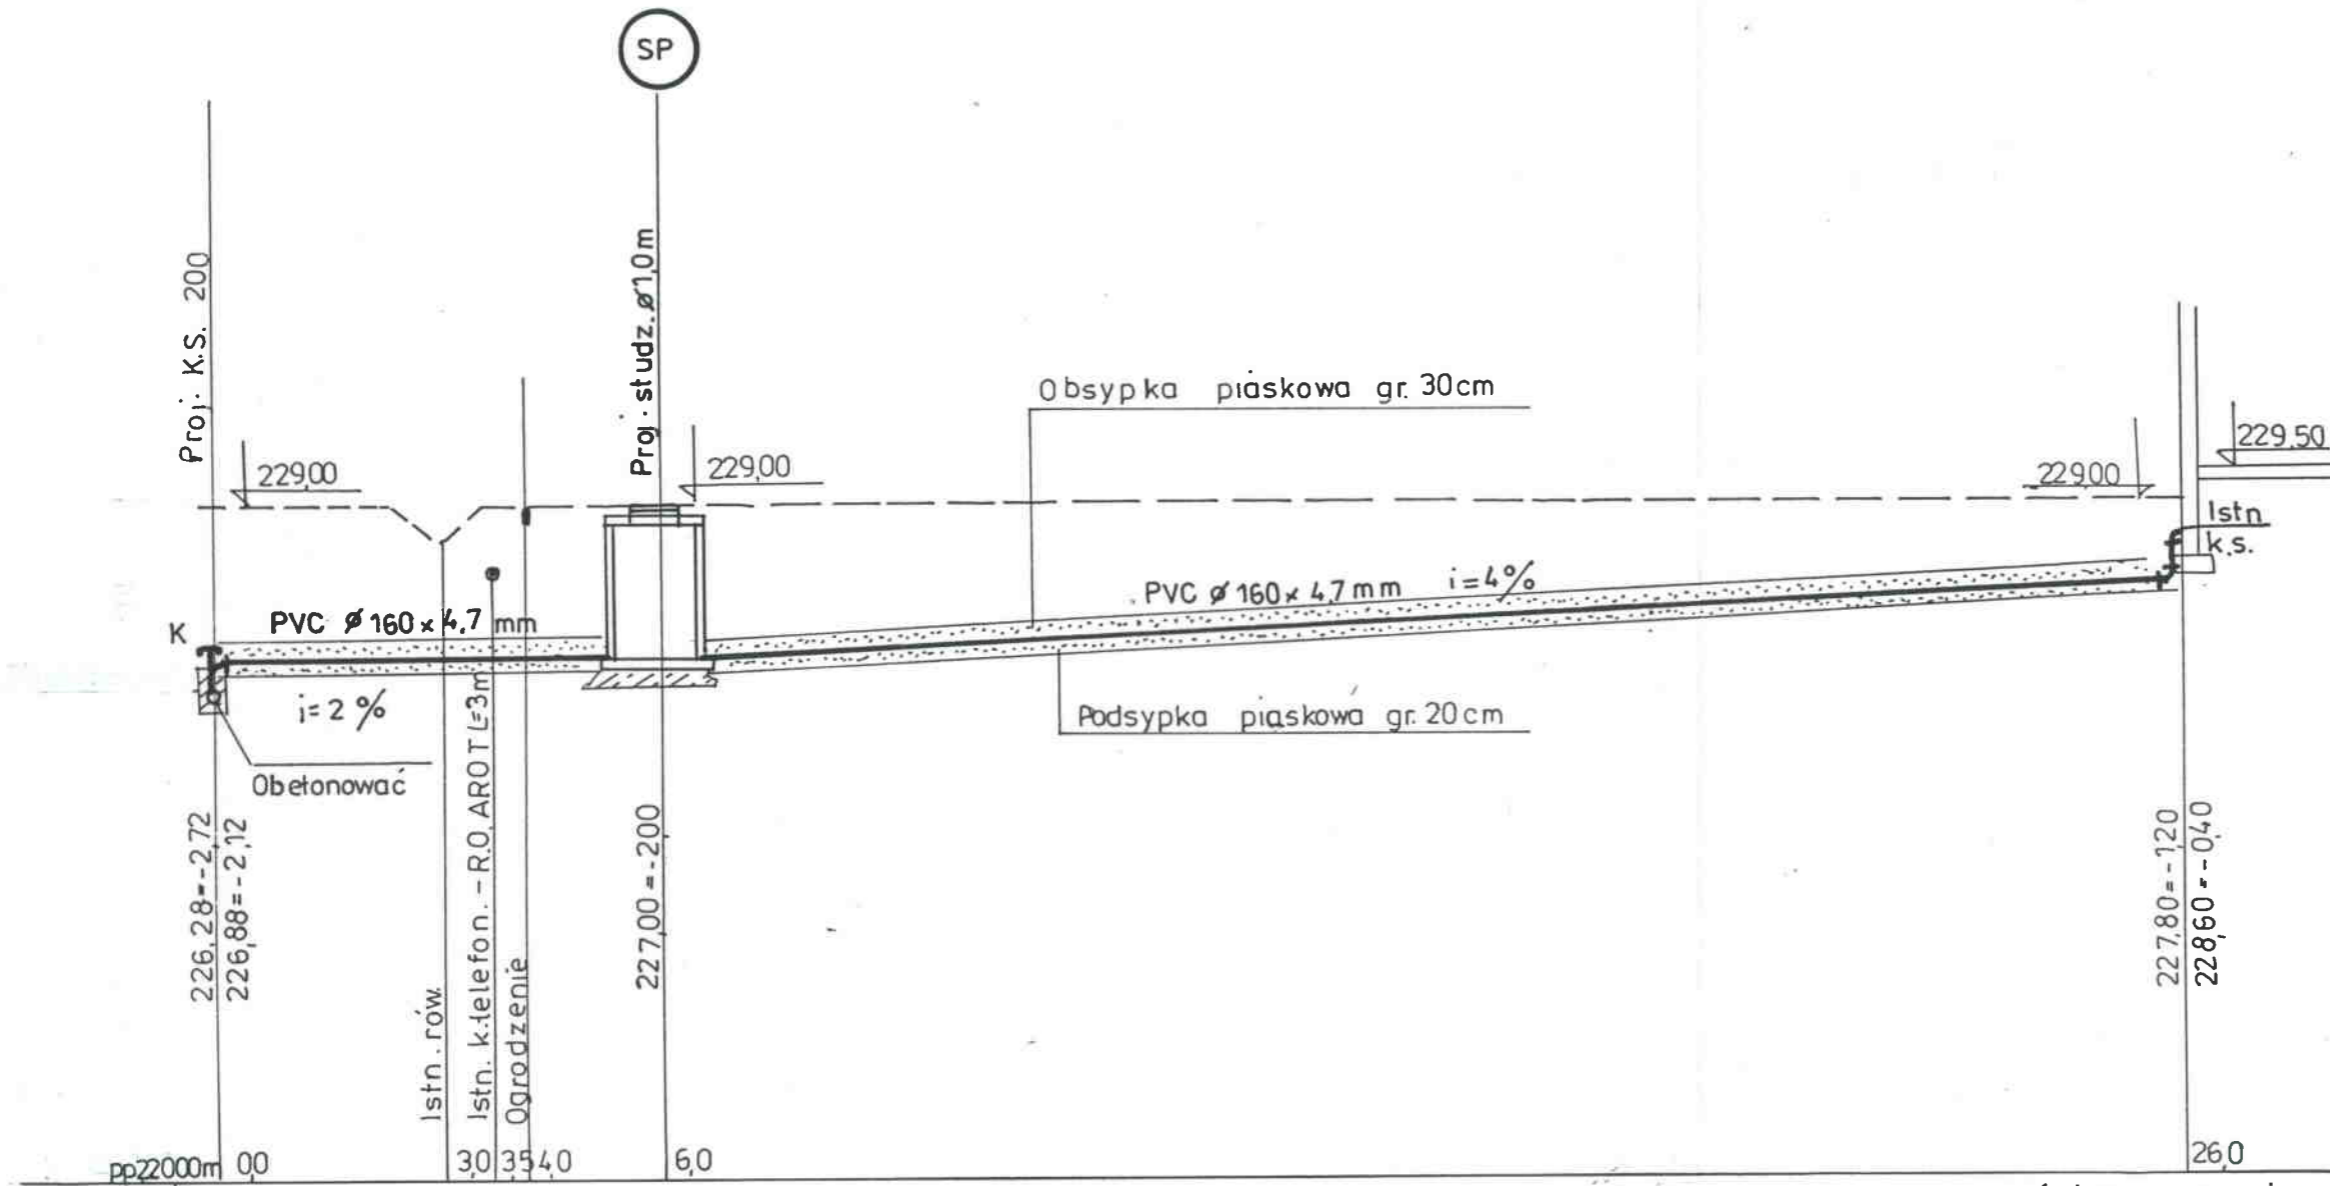 SP
Proj. K.S. 200
Proj. studz. ø1,0m
Obsypka piaskowa gr. 30cm
229,00
229,00
229,00
229,50
Istn
k.s.
PVC ø 160 x 4,7 mm i=4%
K
PVC ø 160 x 4,7 mm
i=2%
Podsypka piaskowa gr. 20cm
Obetonować
226,28=-2,72
226,88=-2,12
Istn. rów.
Istn. k.telefon. - R.O. AROT L=3m
Ogrodzenie
227,00=-2,00
227,80=-1,20
228,60=-0,40
pp220,00m 0,0 3,0 3,5 4,0 6,0 26,0